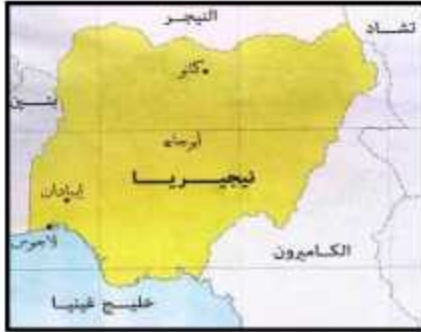 النيجر
تشاد
كانو
بنين
أبوجا
نيجيريا
إبادان
لاجوس
الكاميرون
خليج غينيا